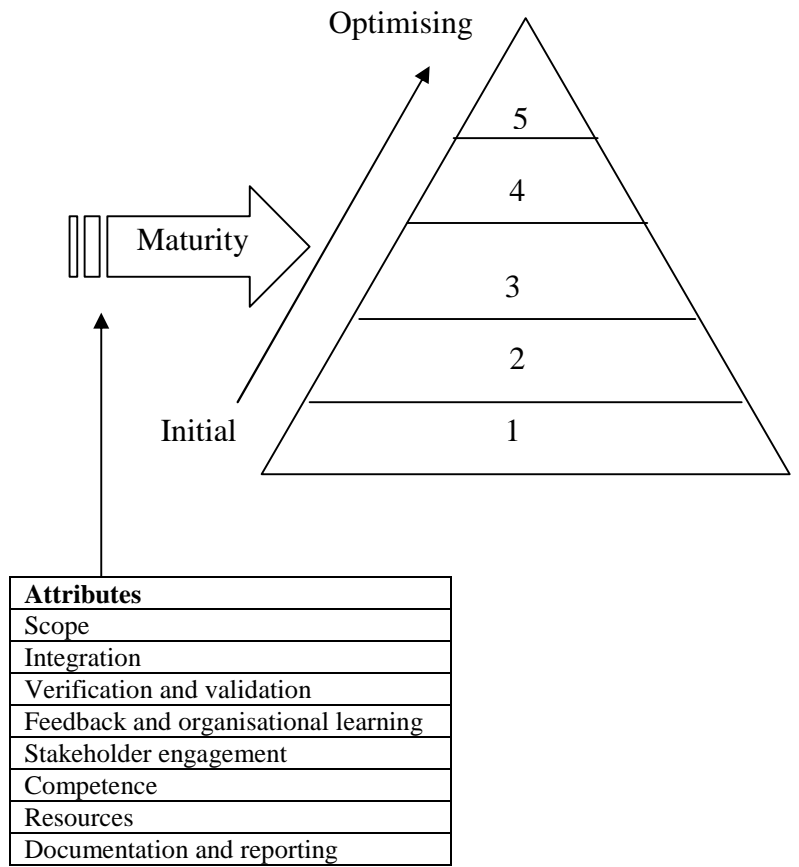 Optimising
5
4
Maturity
3
2
Initial
1
Attributes
Scope
Integration
Verification and validation
Feedback and organisational learning
Stakeholder engagement
Competence
Resources
Documentation and reporting